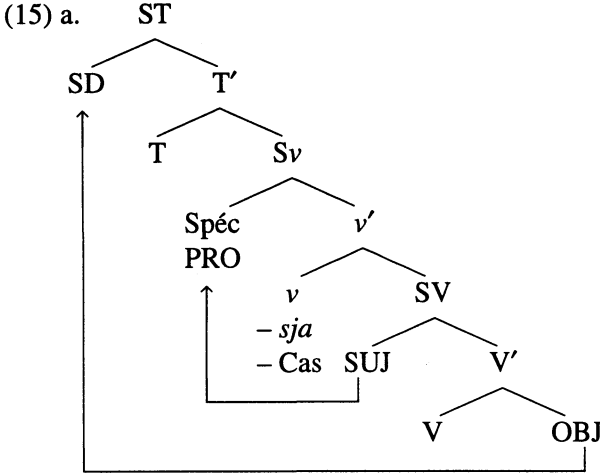 (15) a. ST
SD T′
T Sv
Spéc v′
PRO
v SV
– sja
– Cas SUJ V′
V OBJ